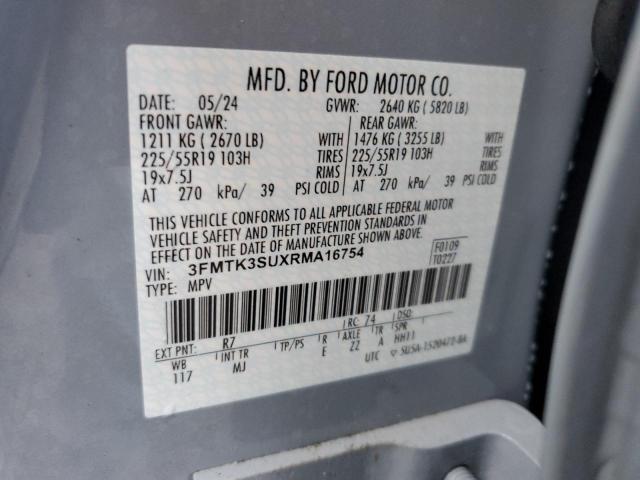 MFD. BY FORD MOTOR CO.
DATE: 05/24 GVWR: 2640 KG ( 5820 LB)
FRONT GAWR: REAR GAWR:
1211 KG ( 2670 LB) WITH 1476 KG ( 3255 LB) WITH
225/55R19 103H TIRES 225/55R19 103H TIRES
19x7.5J RIMS 19x7.5J RIMS
AT 270 kPa/ 39 PSI COLD AT 270 kPa/ 39 PSI COLD
THIS VEHICLE CONFORMS TO ALL APPLICABLE FEDERAL MOTOR
VEHICLE SAFETY AND THEFT PREVENTION STANDARDS IN
EFFECT ON THE DATE OF MANUFACTURE SHOWN ABOVE.
VIN: 3FMTK3SUXRMA16754 F0109
TYPE: MPV T0227
EXT PNT: R7 RC: 74 DSO:
WB INT TR TP/PS R AXLE TR SPR
117 MJ E ZZ A HH11
UTC